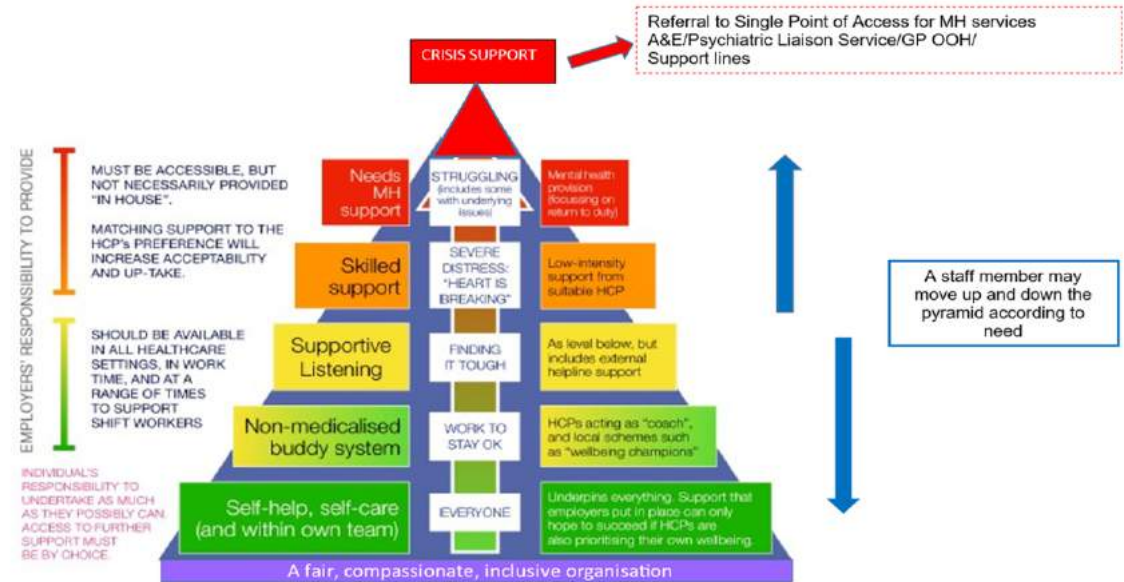 Referral to Single Point of Access for MH services
A&E/Psychiatric Liaison Service/GP OOH/
Support lines
CRISIS SUPPORT
EMPLOYERS' RESPONSIBILITY TO PROVIDE
MUST BE ACCESSIBLE, BUT
NOT NECESSARILY PROVIDED
"IN HOUSE".
MATCHING SUPPORT TO THE
HCP's PREFERENCE WILL
INCREASE ACCEPTABILITY
AND UP-TAKE.
SHOULD BE AVAILABLE
IN ALL HEALTHCARE
SETTINGS, IN WORK
TIME, AND AT A
RANGE OF TIMES
TO SUPPORT
SHIFT WORKERS
INDIVIDUAL'S
RESPONSIBILITY TO
UNDERTAKE AS MUCH
AS THEY POSSIBLY CAN.
ACCESS TO FURTHER
SUPPORT MUST
BE BY CHOICE.
Needs
MH
support
STRUGGLING
(includes some
with underlying
issues)
Mental health
provision
(focussing on
return to duty)
Skilled
support
SEVERE
DISTRESS:
"HEART IS
BREAKING"
Low-intensity
support from
suitable HCP
Supportive
Listening
FINDING
IT TOUGH
As level below, but
includes external
helpline support
Non-medicalised
buddy system
WORK TO
STAY OK
HCPs acting as "coach",
and local schemes such
as "wellbeing champions"
Self-help, self-care
(and within own team)
EVERYONE
Underpins everything. Support that
employers put in place can only
hope to succeed if HCPs are
also prioritising their own wellbeing.
A fair, compassionate, inclusive organisation
A staff member may
move up and down the
pyramid according to
need